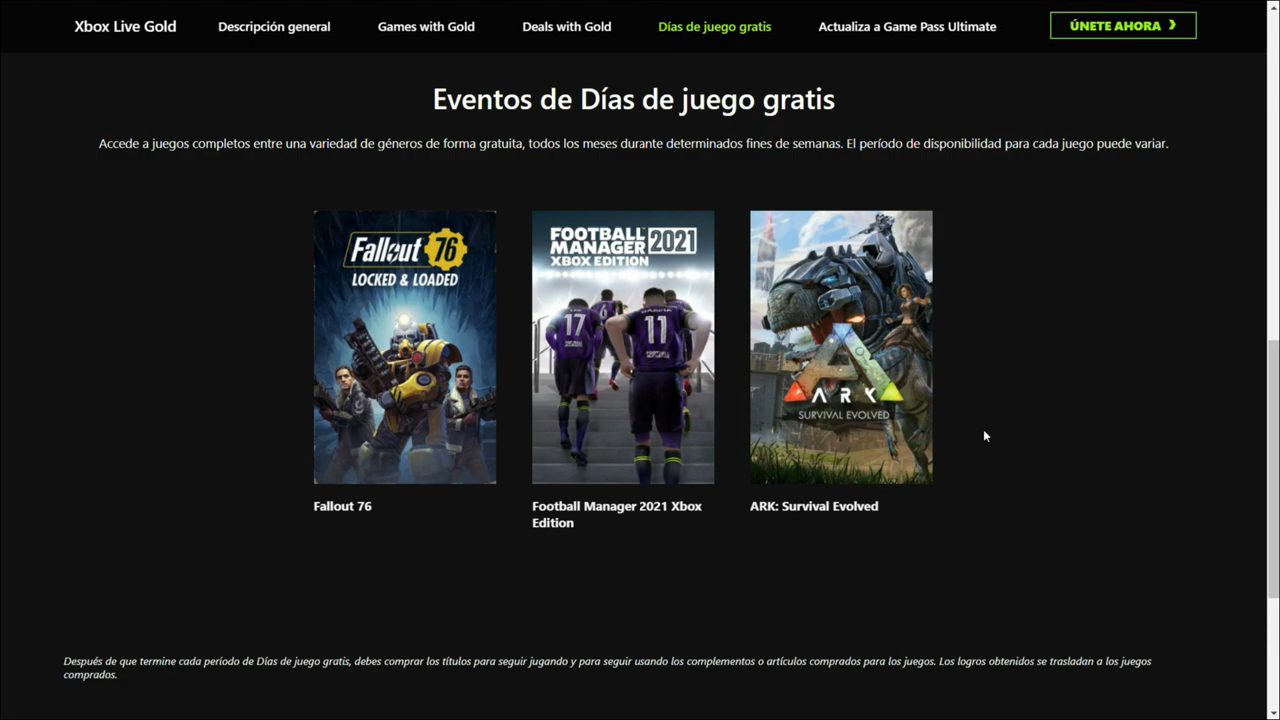 Xbox Live Gold
Descripción general
Games with Gold
Deals with Gold
Días de juego gratis
Actualiza a Game Pass Ultimate
ÚNETE AHORA
Eventos de Días de juego gratis
Accede a juegos completos entre una variedad de géneros de forma gratuita, todos los meses durante determinados fines de semanas. El período de disponibilidad para cada juego puede variar.
Fallout 76
LOCKED & LOADED
FOOTBALL
MANAGER 2021
XBOX EDITION
17
6
11
ARK
SURVIVAL EVOLVED
Fallout 76
Football Manager 2021 Xbox
Edition
ARK: Survival Evolved
Después de que termine cada período de Días de juego gratis, debes comprar los títulos para seguir jugando y para seguir usando los complementos o artículos comprados para los juegos. Los logros obtenidos se trasladan a los juegos
comprados.